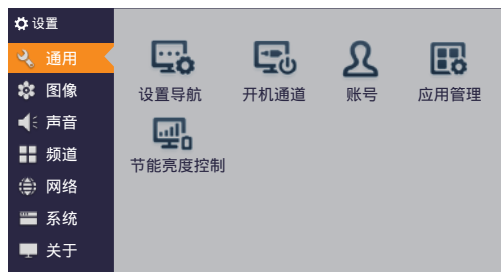 设置
通用
图像
声音
频道
网络
系统
关于
设置导航
开机通道
账号
应用管理
节能亮度控制